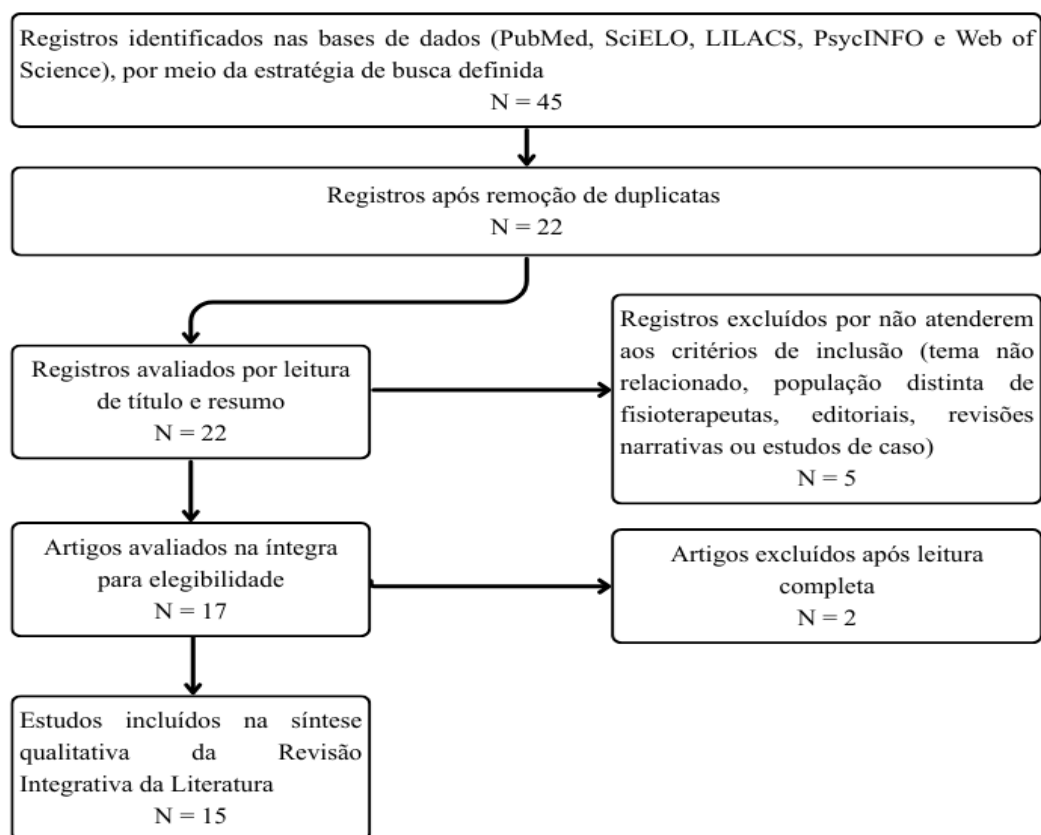 Registros identificados nas bases de dados (PubMed, SciELO, LILACS, PsycINFO e Web of
Science), por meio da estratégia de busca definida
N = 45
Registros após remoção de duplicatas
N = 22
Registros avaliados por leitura
de título e resumo
N = 22
Registros excluídos por não atenderem
aos critérios de inclusão (tema não
relacionado, população distinta de
fisioterapeutas, editoriais, revisões
narrativas ou estudos de caso)
N = 5
Artigos avaliados na íntegra
para elegibilidade
N = 17
Artigos excluídos após leitura
completa
N = 2
Estudos incluídos na síntese
qualitativa da Revisão
Integrativa da Literatura
N = 15